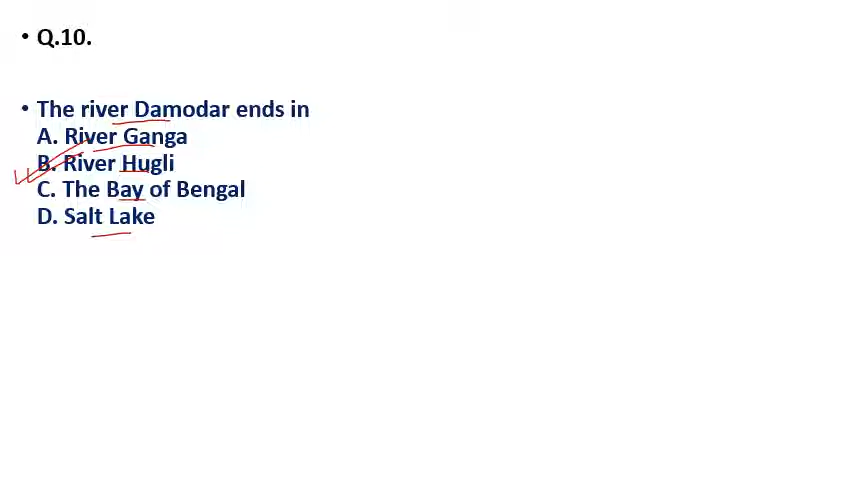 • Q.10.
• The river Damodar ends in
A. River Ganga
B. River Hugli
C. The Bay of Bengal
D. Salt Lake